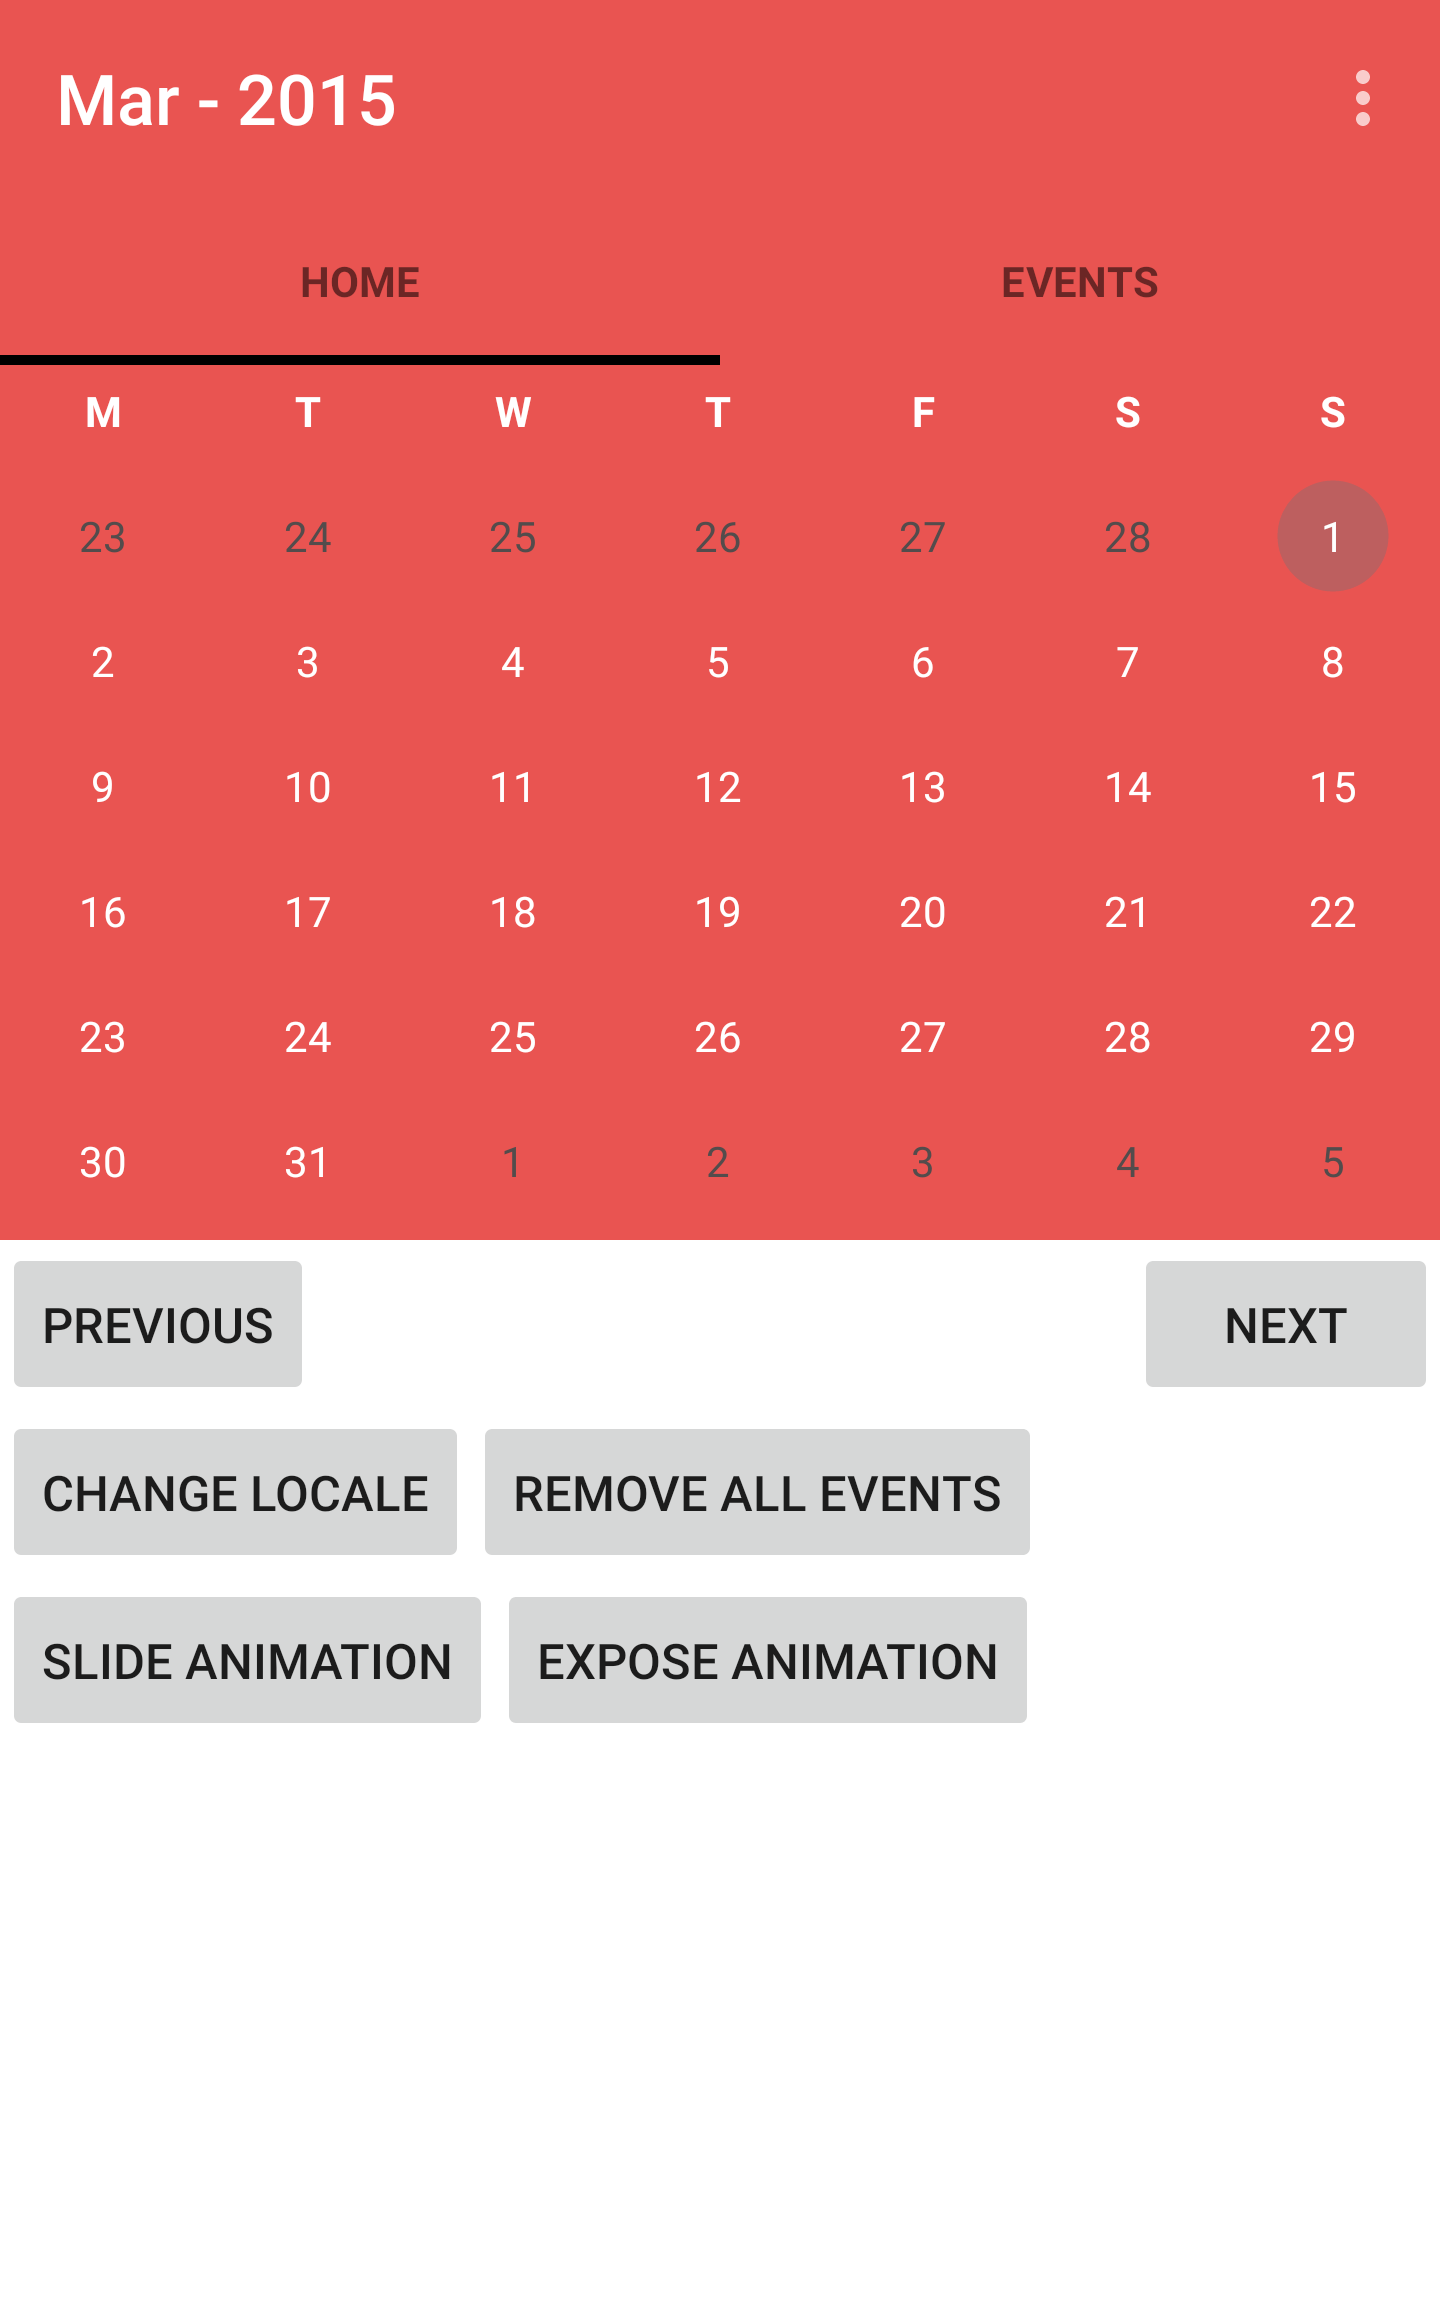 Mar - 2015
HOME EVENTS
M T W T F S S
23 24 25 26 27 28 1
2 3 4 5 6 7 8
9 10 11 12 13 14 15
16 17 18 19 20 21 22
23 24 25 26 27 28 29
30 31 1 2 3 4 5
PREVIOUS NEXT
CHANGE LOCALE REMOVE ALL EVENTS
SLIDE ANIMATION EXPOSE ANIMATION